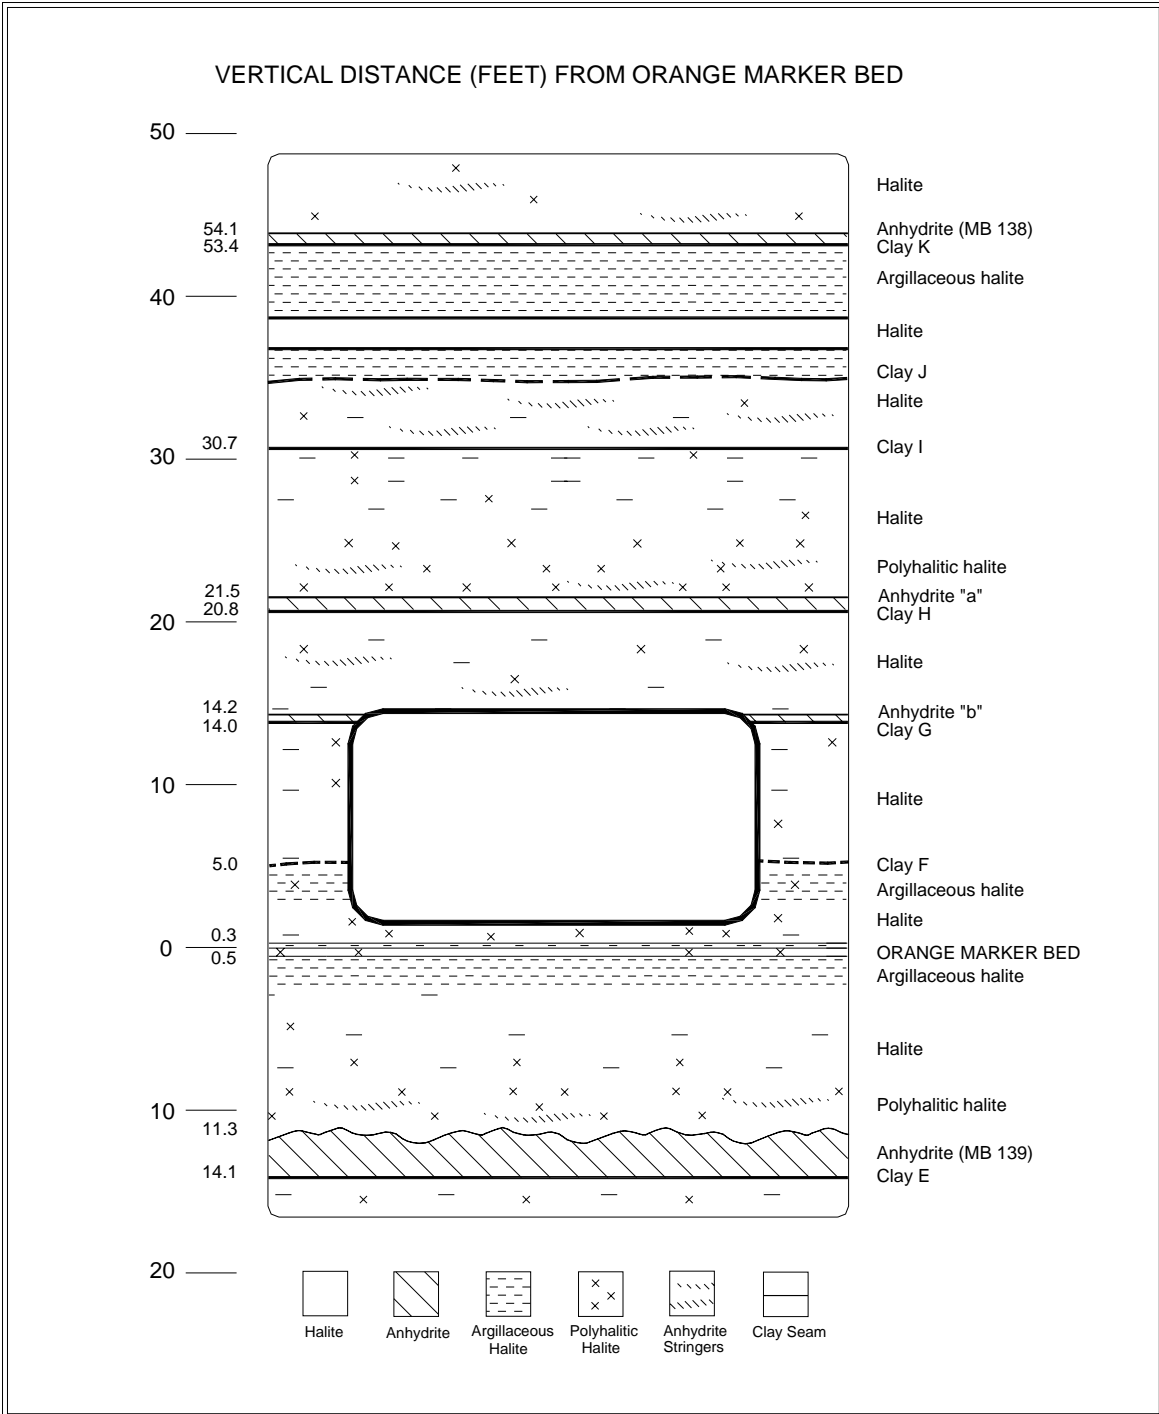 VERTICAL DISTANCE (FEET) FROM ORANGE MARKER BED
50
Halite
54.1
Anhydrite (MB 138)
53.4
Clay K
Argillaceous halite
40
Halite
Clay J
Halite
30.7
Clay I
30
Halite
Polyhalitic halite
21.5
Anhydrite "a"
20.8
Clay H
20
Halite
14.2
Anhydrite "b"
14.0
Clay G
10
Halite
5.0
Clay F
Argillaceous halite
Halite
0.3
0
ORANGE MARKER BED
0.5
Argillaceous halite
Halite
10
Polyhalitic halite
11.3
Anhydrite (MB 139)
14.1
Clay E
20
Halite
Anhydrite
Argillaceous
Halite
Polyhalitic
Halite
Anhydrite
Stringers
Clay Seam